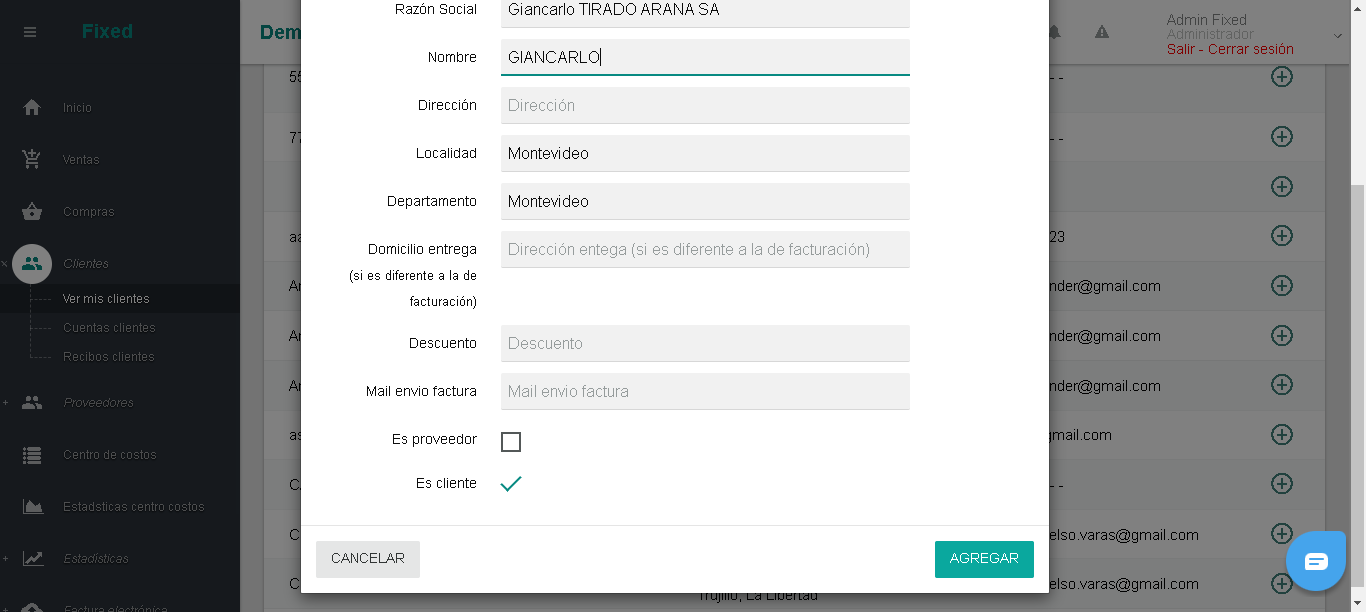 Fixed
Inicio
Ventas
Compras
Clientes
Ver mis clientes
Cuentas clientes
Recibos clientes
Proveedores
Centro de costos
Estadsticas centro costos
Estadísticas
Factura electrónica
Dem
Admin Fixed
Administrador
Salir - Cerrar sesión
Razón Social
Giancarlo TIRADO ARANA SA
Nombre
GIANCARLO
Dirección
Dirección
Localidad
Montevideo
Departamento
Montevideo
Domicilio entrega
(si es diferente a la de
facturación)
Dirección entega (si es diferente a la de facturación)
Descuento
Descuento
Mail envio factura
Mail envio factura
Es proveedor
Es cliente
CANCELAR
AGREGAR
55
- -
77
- -
aa
23
An
nder@gmail.com
An
nder@gmail.com
An
nder@gmail.com
as
gmail.com
- -
elso.varas@gmail.com
elso.varas@gmail.com
Trujillo, La Libertad